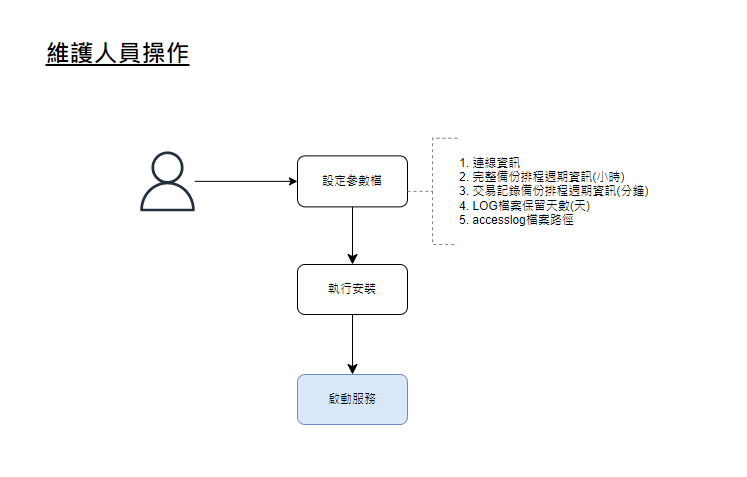 維護人員操作
設定參數檔
1. 連線資訊
2. 完整備份排程週期資訊(小時)
3. 交易記錄備份排程週期資訊(分鐘)
4. LOG檔案保留天數(天)
5. accesslog檔案路徑
執行安裝
啟動服務